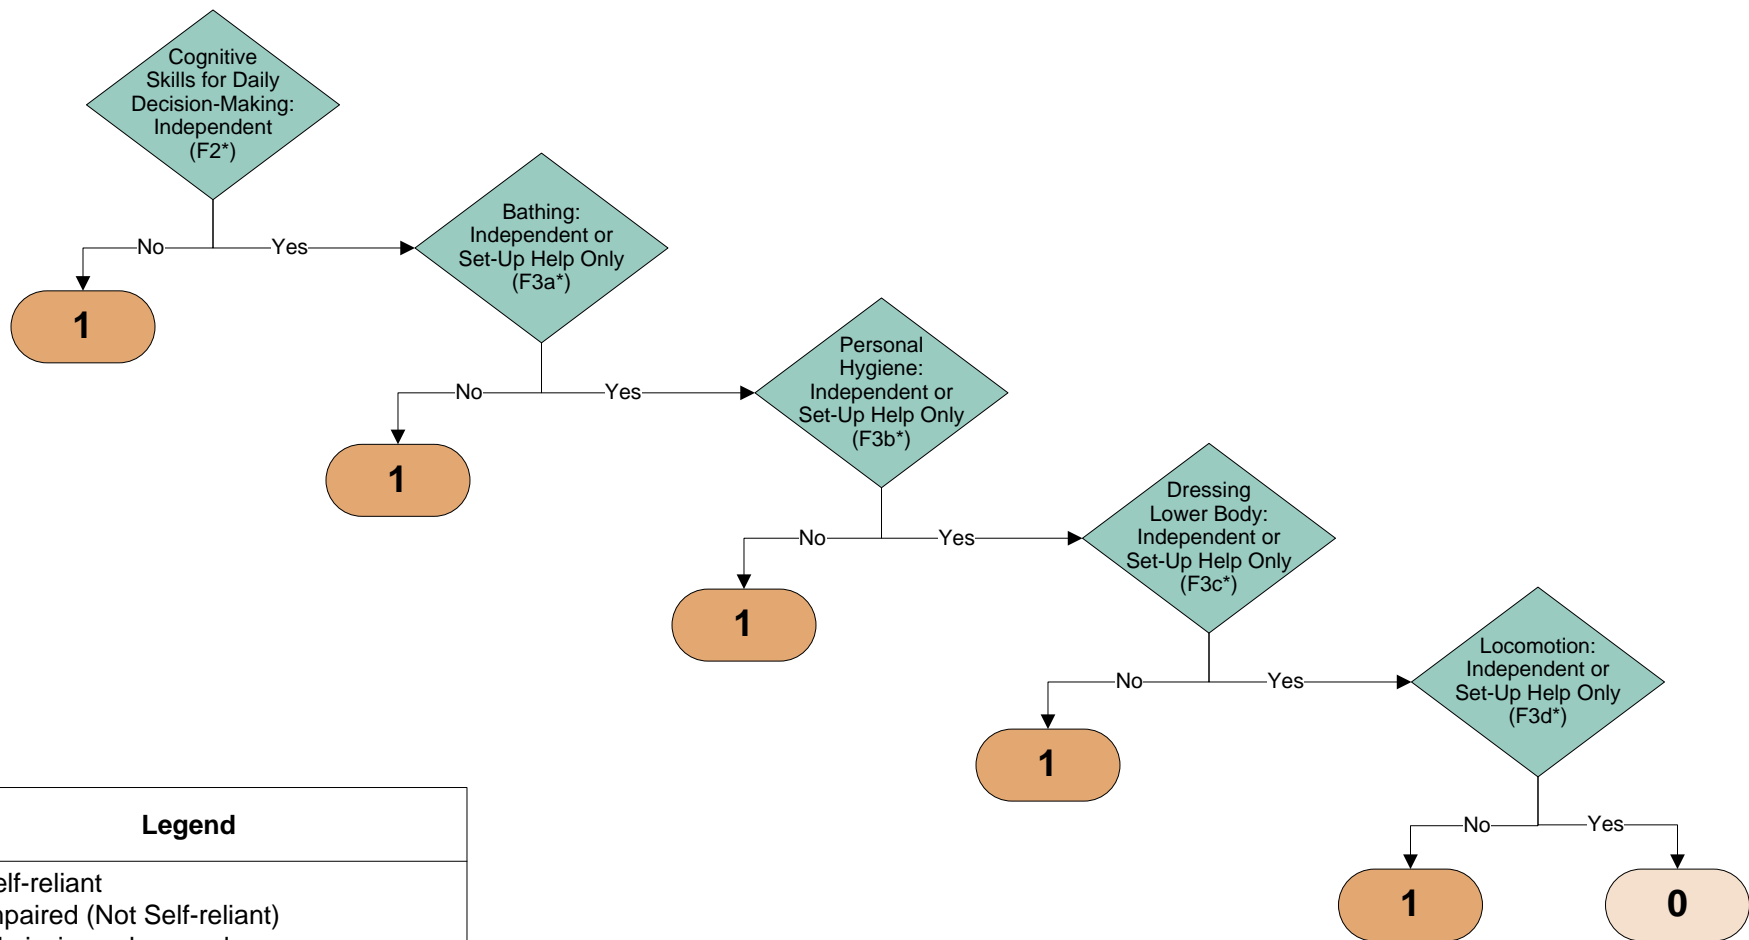 Cognitive
Skills for Daily
Decision-Making:
Independent
(F2*)
No
Yes
1
Bathing:
Independent or
Set-Up Help Only
(F3a*)
No
Yes
1
Personal
Hygiene:
Independent or
Set-Up Help Only
(F3b*)
No
Yes
1
Dressing
Lower Body:
Independent or
Set-Up Help Only
(F3c*)
No
Yes
1
Locomotion:
Independent or
Set-Up Help Only
(F3d*)
No
Yes
1
0
Legend
elf-reliant
npaired (Not Self-reliant)